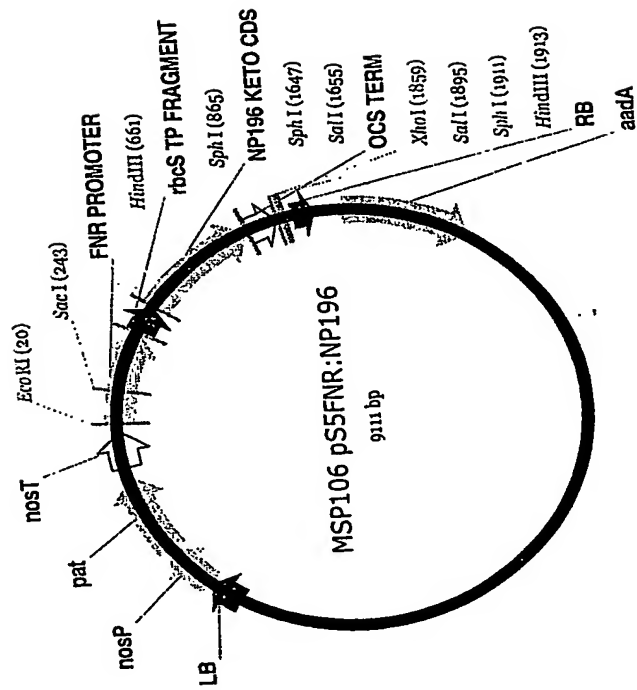 LB
nosP
pat
nosT
EcoRI (20)
SacI (243)
FNR PROMOTER
HindIII (661)
rbcS TP FRAGMENT
SphI (865)
NP196 KETO CDS
SphI (1647)
SalI (1655)
OCS TERM
XhoI (1859)
SalI (1895)
SphI (1911)
HindIII (1913)
RB
aadA
MSP106 pS5FNR:NP196
9111 bp